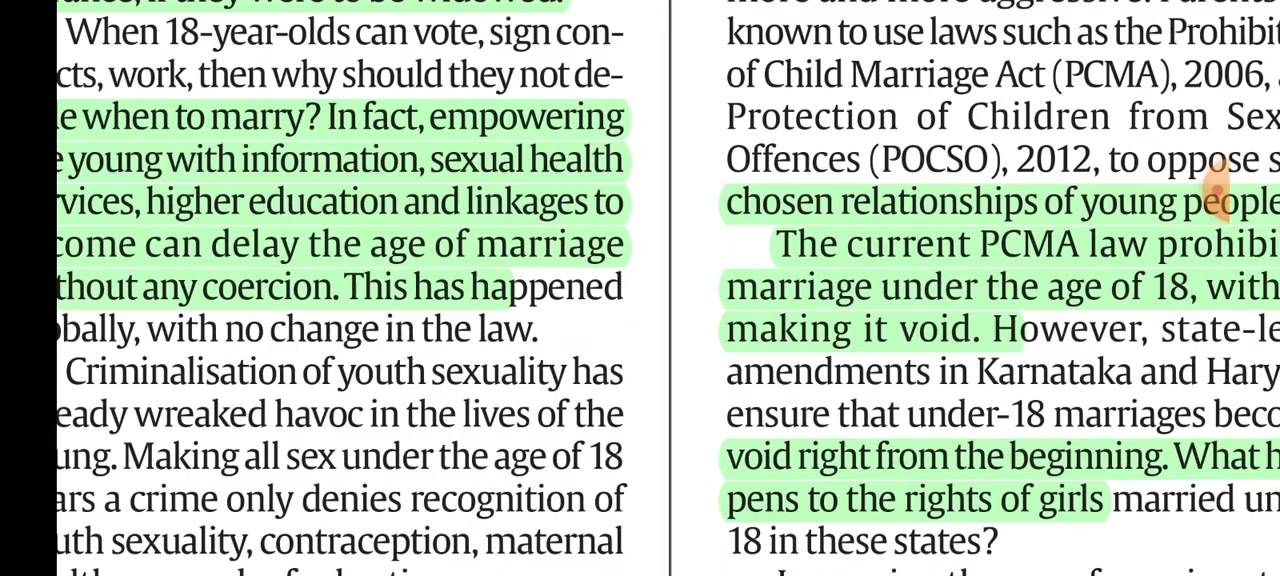 When 18-year-olds can vote, sign con-
cts, work, then why should they not de-
e when to marry? In fact, empowering
e young with information, sexual health
rvices, higher education and linkages to
come can delay the age of marriage
thout any coercion. This has happened
obally, with no change in the law.
Criminalisation of youth sexuality has
eady wreaked havoc in the lives of the
ung. Making all sex under the age of 18
ars a crime only denies recognition of
uth sexuality, contraception, maternal
known to use laws such as the Prohibit
of Child Marriage Act (PCMA), 2006,
Protection of Children from Sex
Offences (POCSO), 2012, to oppose s
chosen relationships of young people
The current PCMA law prohibi
marriage under the age of 18, with
making it void. However, state-le
amendments in Karnataka and Hary
ensure that under-18 marriages beco
void right from the beginning. What h
pens to the rights of girls married un
18 in these states?